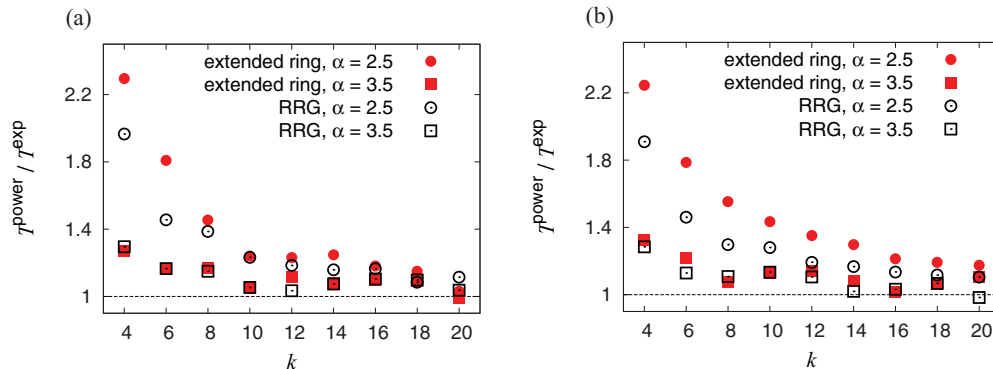 (a)
extended ring, α = 2.5
extended ring, α = 3.5
RRG, α = 2.5
RRG, α = 3.5
2.2
1.8
1.4
1
T^power / T^exp
4 6 8 10 12 14 16 18 20
k
(b)
extended ring, α = 2.5
extended ring, α = 3.5
RRG, α = 2.5
RRG, α = 3.5
2.2
1.8
1.4
1
T^power / T^exp
4 6 8 10 12 14 16 18 20
k